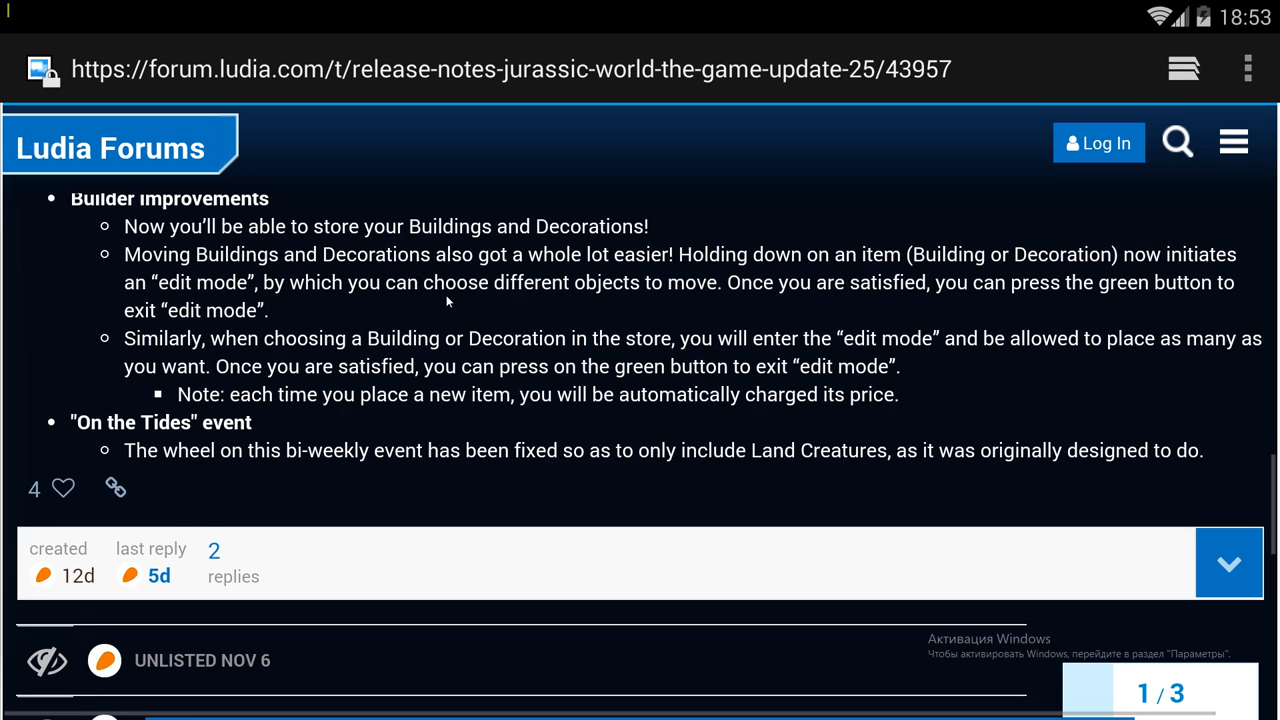 18:53
https://forum.ludia.com/t/release-notes-jurassic-world-the-game-update-25/43957
Ludia Forums
Log In
Builder Improvements
Now you’ll be able to store your Buildings and Decorations!
Moving Buildings and Decorations also got a whole lot easier! Holding down on an item (Building or Decoration) now initiates
an “edit mode”, by which you can choose different objects to move. Once you are satisfied, you can press the green button to
exit “edit mode”.
Similarly, when choosing a Building or Decoration in the store, you will enter the “edit mode” and be allowed to place as many as
you want. Once you are satisfied, you can press on the green button to exit “edit mode”.
Note: each time you place a new item, you will be automatically charged its price.
"On the Tides" event
The wheel on this bi-weekly event has been fixed so as to only include Land Creatures, as it was originally designed to do.
4
created last reply 2
12d 5d replies
UNLISTED NOV 6
Активация Windows
Чтобы активировать Windows, перейдите в раздел "Параметры".
1 / 3